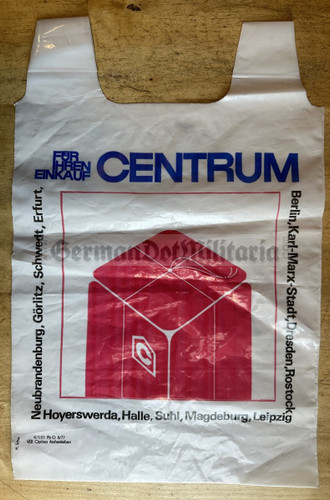 FÜR
IHREN
EINKAUF
CENTRUM
Neubrandenburg, Görlitz, Schwedt, Erfurt,
Berlin, Karl-Marx-Stadt, Dresden, Rostock,
Hoyerswerda, Halle, Suhl, Magdeburg, Leipzig
GermanDotMilitaria
C